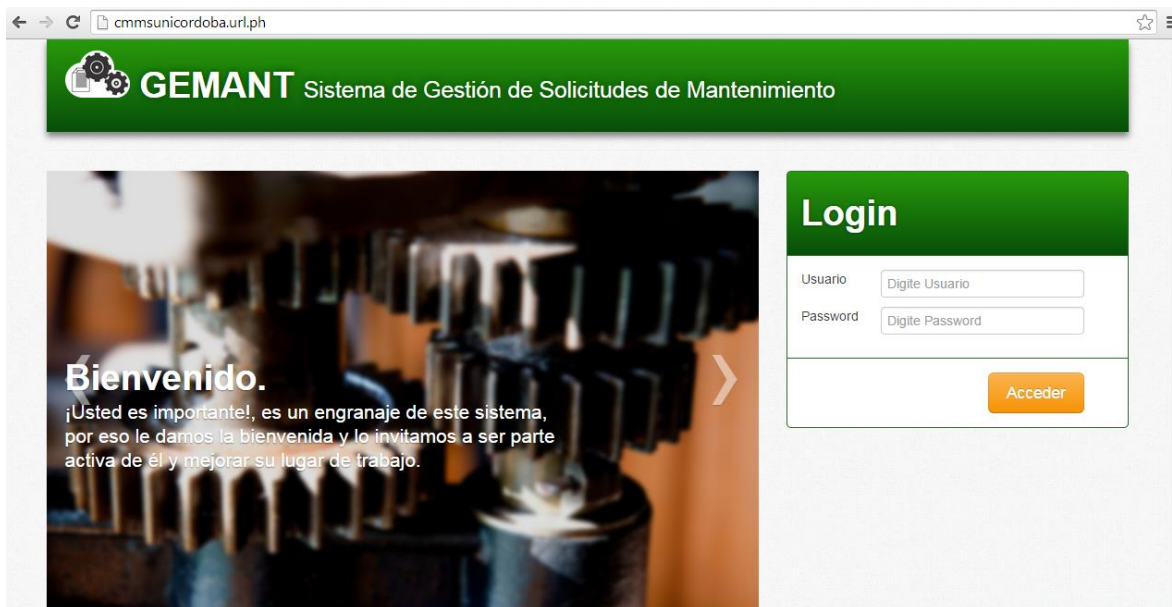 cmmsunicordoba.url.ph
GEMANT Sistema de Gestión de Solicitudes de Mantenimiento
Bienvenido.
¡Usted es importante!, es un engranaje de este sistema,
por eso le damos la bienvenida y lo invitamos a ser parte
activa de él y mejorar su lugar de trabajo.
Login
Usuario Digite Usuario
Password Digite Password
Acceder